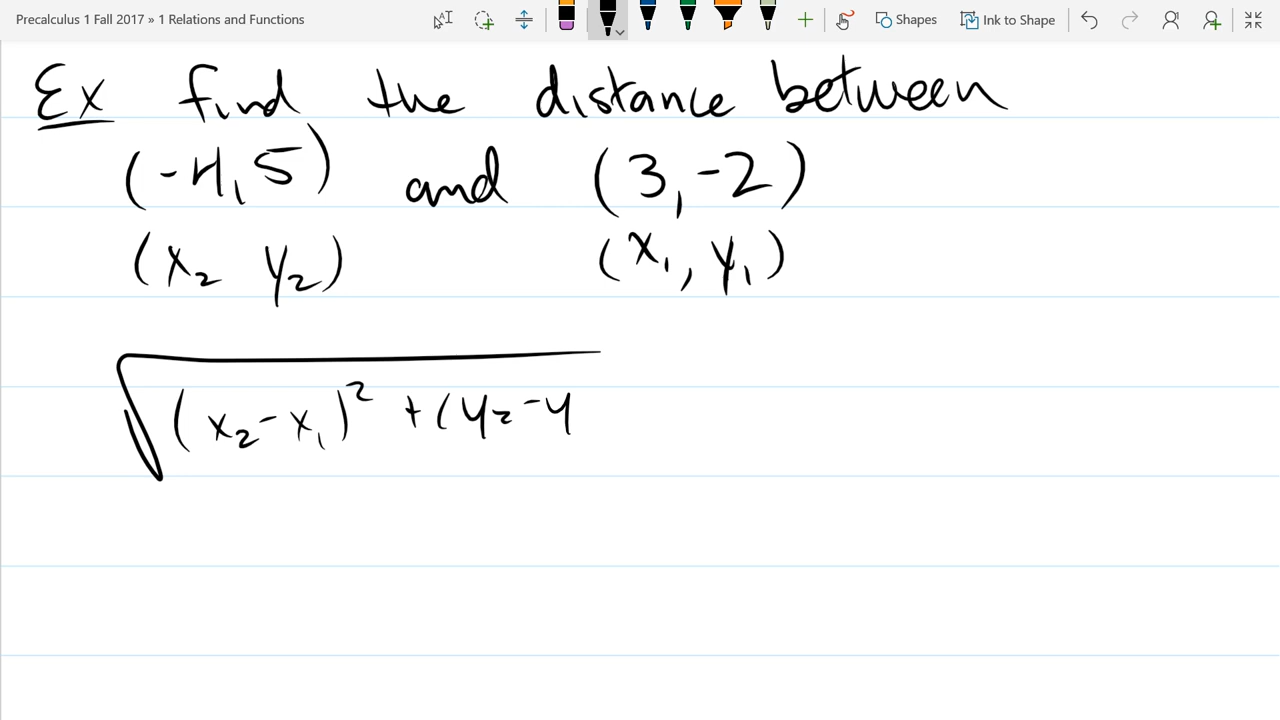 Precalculus 1 Fall 2017 » 1 Relations and Functions
Shapes
Ink to Shape
Ex find the distance between
(-4,5) and (3,-2)
(x₂ y₂) (x₁, y₁)
√(x₂-x₁)² +(y₂-y